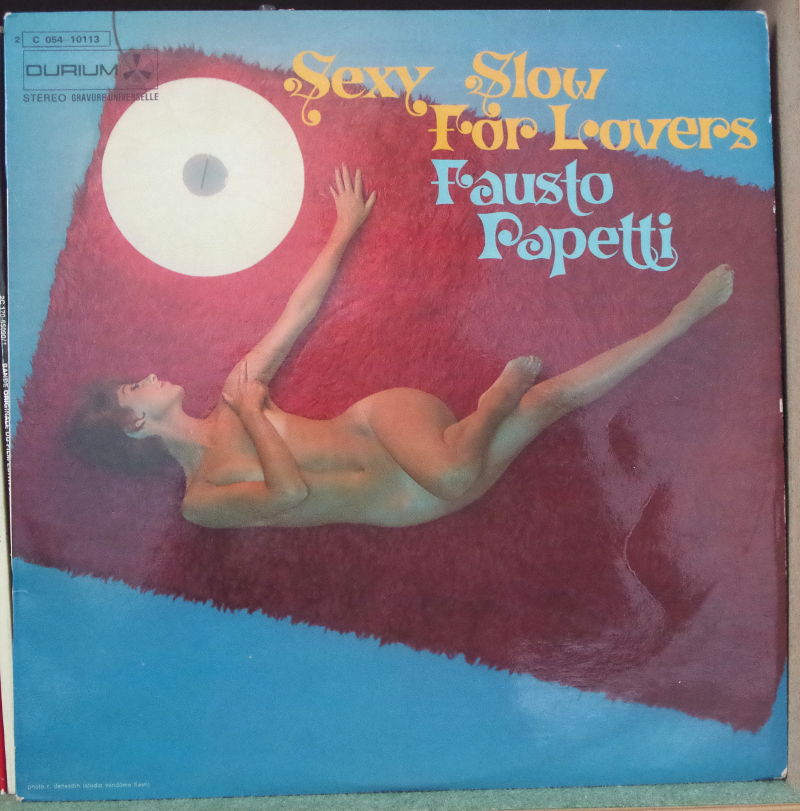 2 C 054 10113
DURIUM
STEREO GRAVURE UNIVERSELLE
Sexy Slow
For Lovers
Fausto
Papetti